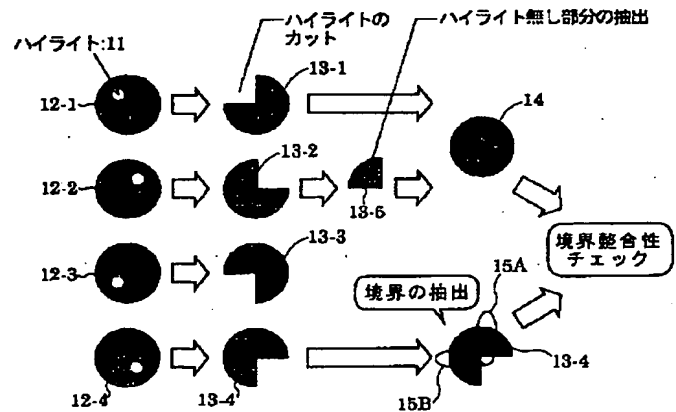 ハイライト:11
ハイライトの
カット
ハイライト無し部分の抽出
12-1
13-1
14
12-2
13-2
13-5
12-3
13-3
境界整合性
チェック
境界の抽出
15A
12-4
13-4
15B
13-4